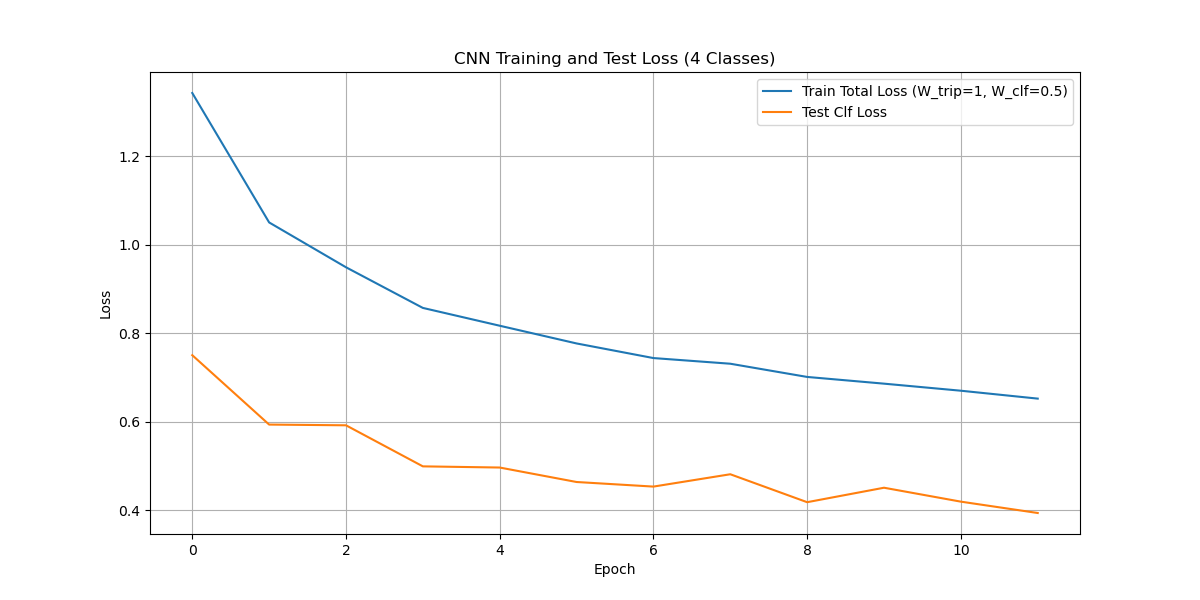 CNN Training and Test Loss (4 Classes)
Train Total Loss (W_trip=1, W_clf=0.5)
Test Clf Loss
1.2
1.0
0.8
0.6
0.4
Loss
0 2 4 6 8 10
Epoch